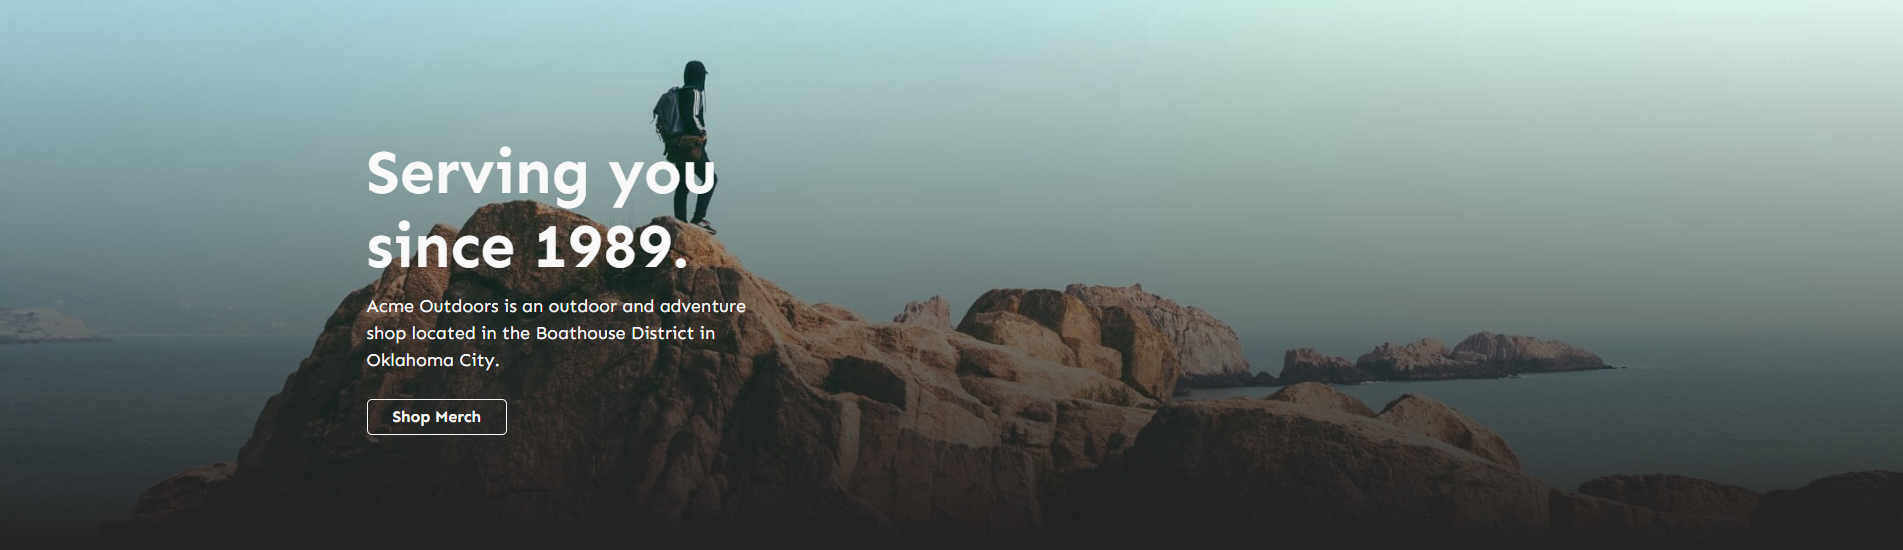 Serving you
since 1989.
Acme Outdoors is an outdoor and adventure
shop located in the Boathouse District in
Oklahoma City.
Shop Merch